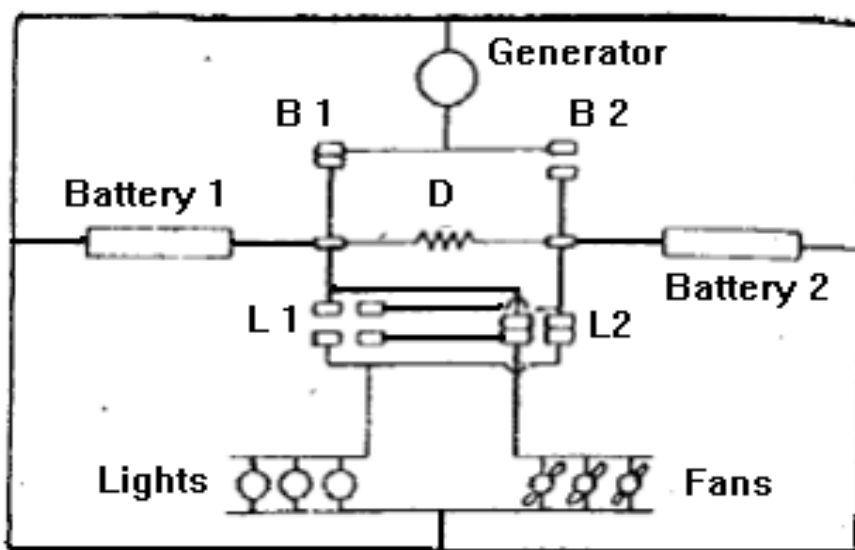 Generator
B 1
B 2
Battery 1
D
Battery 2
L 1
L2
Lights
Fans